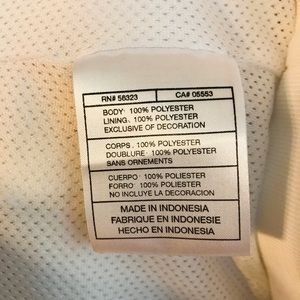 RN# 56323 CA# 05553
BODY: 100% POLYESTER
LINING: 100% POLYESTER
EXCLUSIVE OF DECORATION
CORPS: 100% POLYESTER
DOUBLURE: 100% POLYESTER
SANS ORNEMENTS
CUERPO: 100% POLIESTER
FORRO: 100% POLIESTER
NO INCLUYE LA DECORACION
MADE IN INDONESIA
FABRIQUE EN INDONESIE
HECHO EN INDONESIA